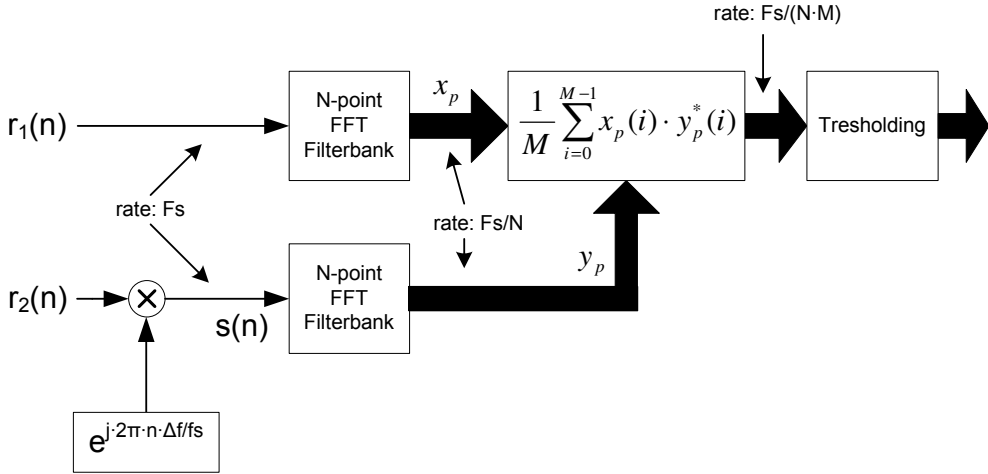 rate: Fs/(N·M)
r₁(n)
N-point
FFT
Filterbank
xₚ
1/M ∑_{i=0}^{M−1} xₚ(i) · yₚ*(i)
Tresholding
rate: Fs
rate: Fs/N
r₂(n)
s(n)
N-point
FFT
Filterbank
yₚ
e^{j·2π·n·Δf/fs}